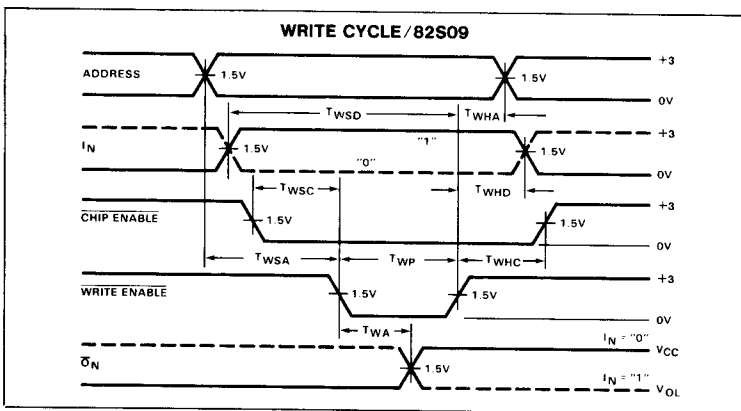 WRITE CYCLE/82S09
+3
ADDRESS
1.5V
1.5V
0V
TWSD
TWHA
"1"
+3
IN
1.5V
"0"
1.5V
0V
TWSC
TWHD
+3
CHIP ENABLE
1.5V
1.5V
0V
TWSA
TWP
TWHC
+3
WRITE ENABLE
1.5V
1.5V
0V
TWA
IN = "0"
VCC
ON
1.5V
IN = "1"
VOL